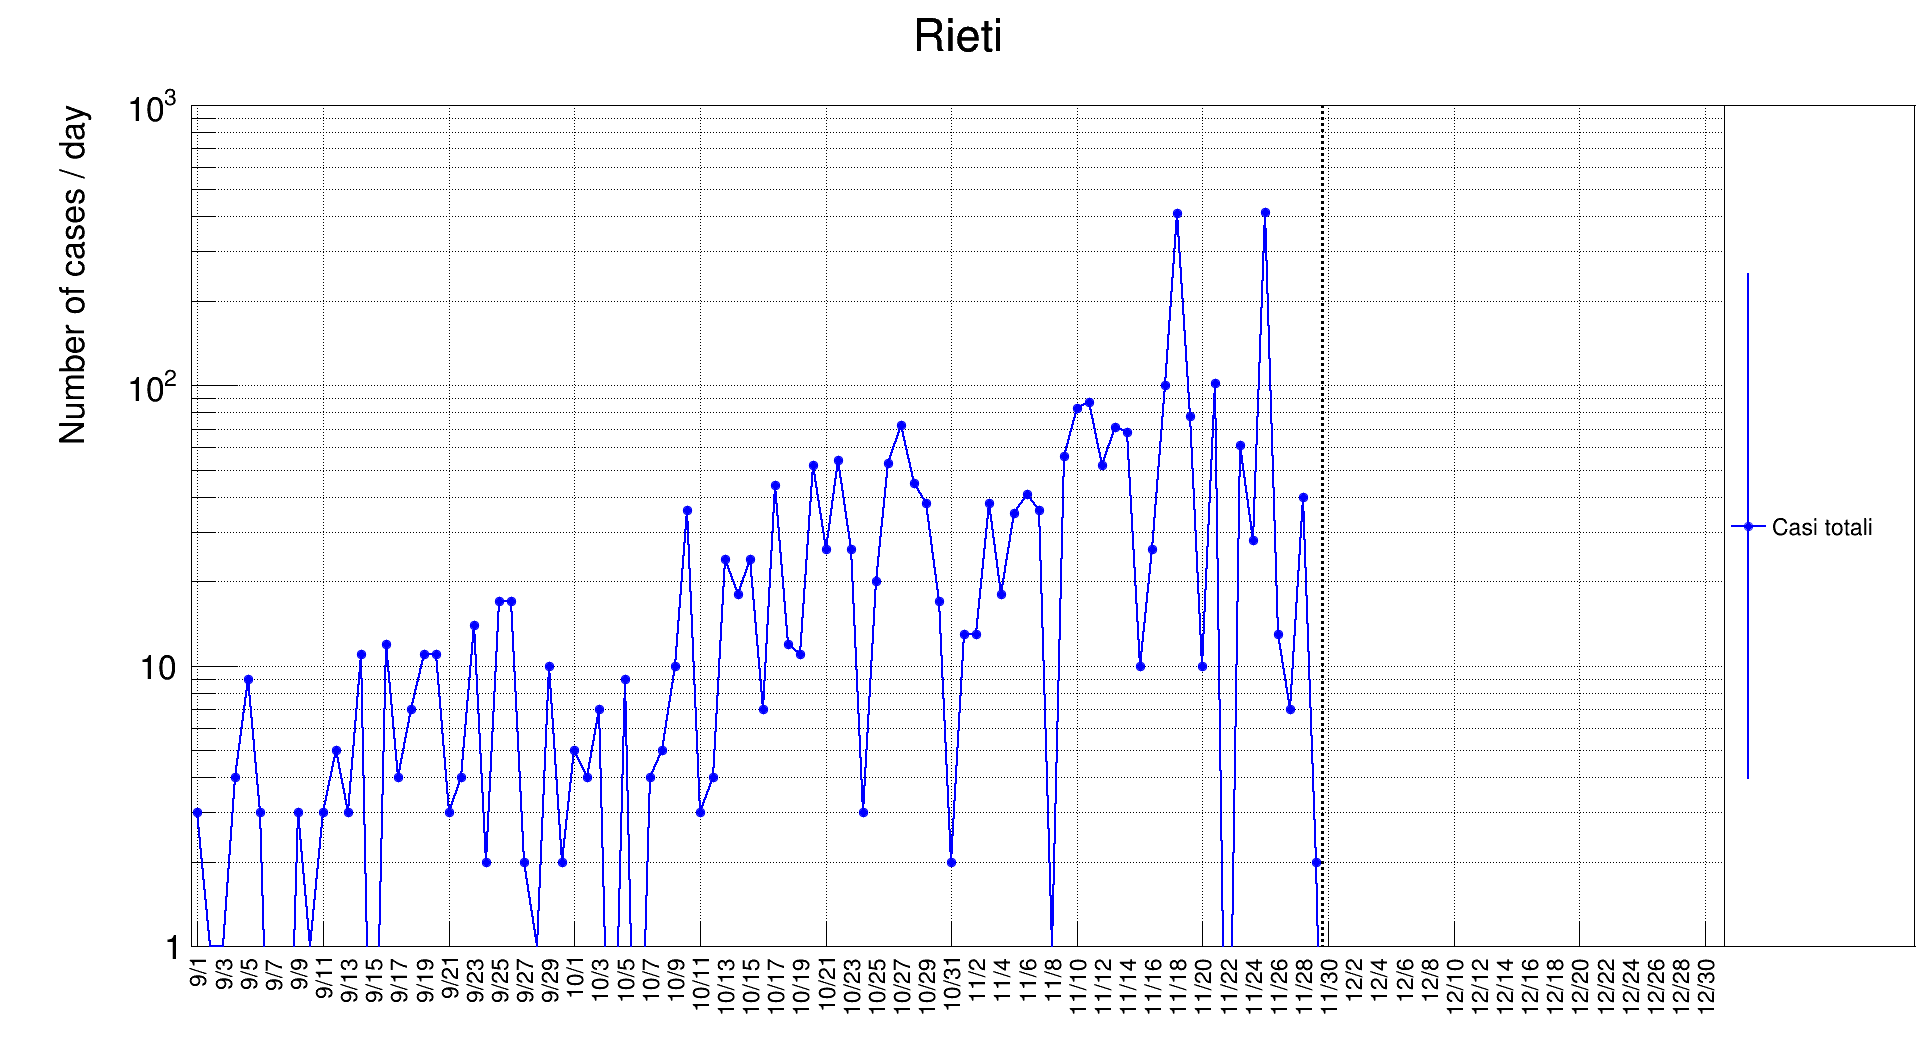 Rieti
Number of cases / day
10³
10²
10
1
Casi totali
9/1 9/3 9/5 9/7 9/9 9/11 9/13 9/15 9/17 9/19 9/21 9/23 9/25 9/27 9/29 10/1 10/3 10/5 10/7 10/9 10/11 10/13 10/15 10/17 10/19 10/21 10/23 10/25 10/27 10/29 10/31 11/2 11/4 11/6 11/8 11/10 11/12 11/14 11/16 11/18 11/20 11/22 11/24 11/26 11/28 11/30 12/2 12/4 12/6 12/8 12/10 12/12 12/14 12/16 12/18 12/20 12/22 12/24 12/26 12/28 12/30